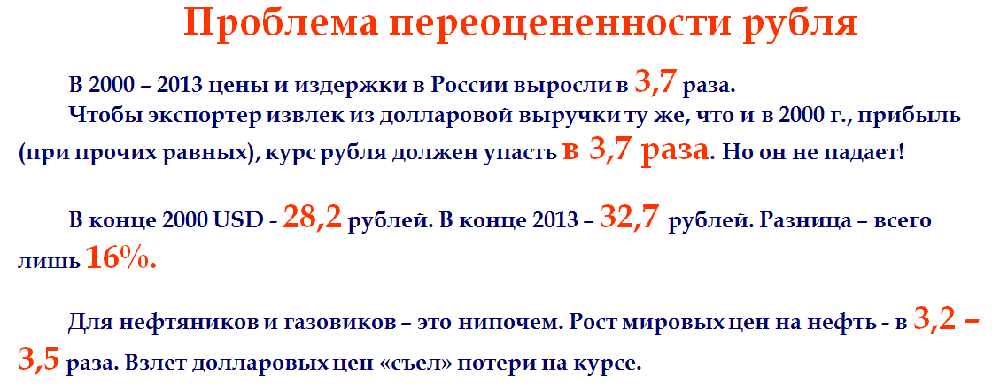 Проблема переоцененности рубля
В 2000 – 2013 цены и издержки в России выросли в 3,7 раза.
Чтобы экспортер извлек из долларовой выручки ту же, что и в 2000 г., прибыль
(при прочих равных), курс рубля должен упасть в 3,7 раза. Но он не падает!
В конце 2000 USD - 28,2 рублей. В конце 2013 – 32,7 рублей. Разница – всего
лишь 16%.
Для нефтяников и газовиков – это нипочем. Рост мировых цен на нефть - в 3,2 –
3,5 раза. Взлет долларовых цен «съел» потери на курсе.